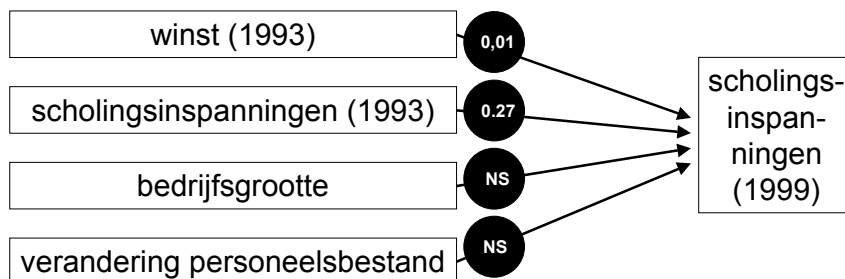 winst (1993)
0,01
scholingsinspanningen (1993)
0.27
bedrijfsgrootte
NS
verandering personeelsbestand
NS
scholings-
inspan-
ningen
(1999)